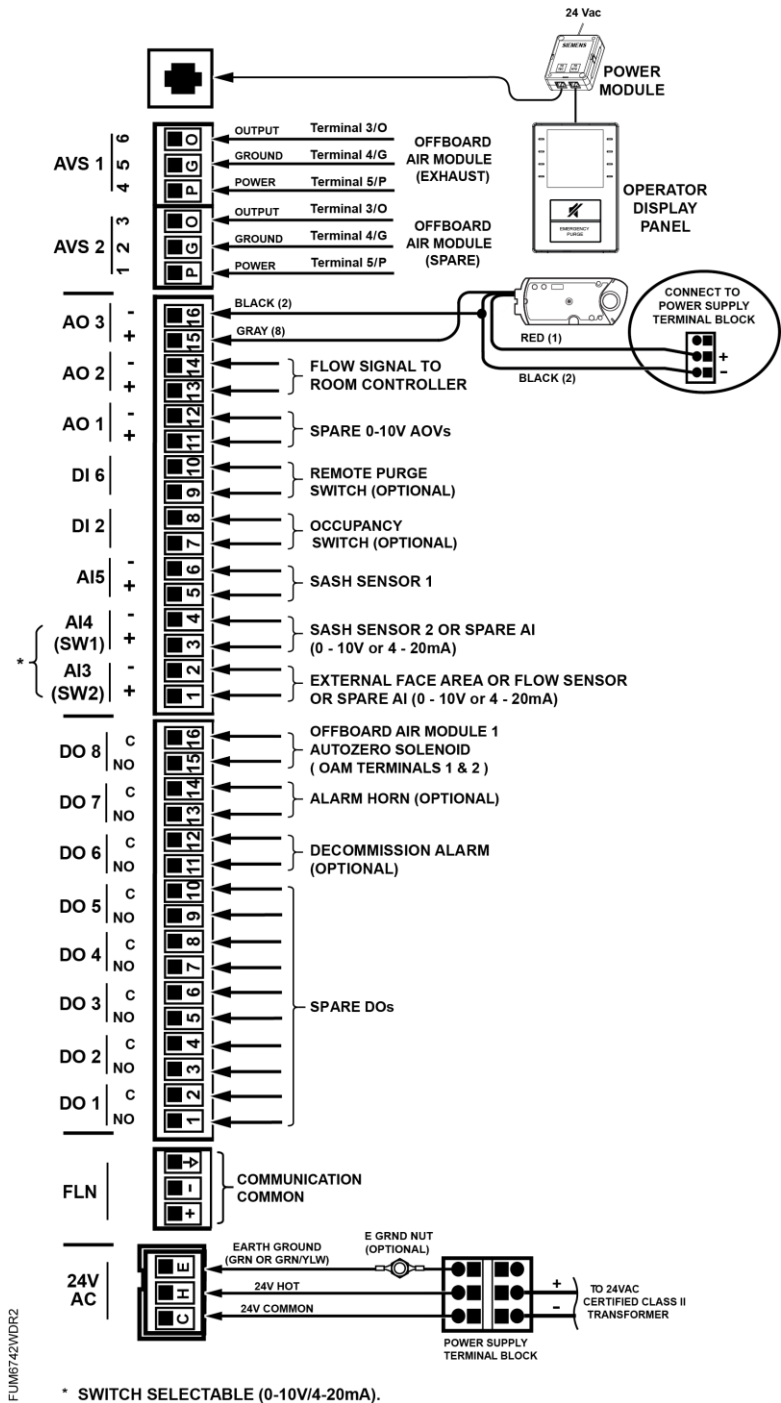 24 Vac
SIEMENS
POWER
MODULE
AVS 1
6
5
4
O
G
P
OUTPUT Terminal 3/O
GROUND Terminal 4/G
POWER Terminal 5/P
OFFBOARD
AIR MODULE
(EXHAUST)
AVS 2
3
2
1
O
G
P
OUTPUT Terminal 3/O
GROUND Terminal 4/G
POWER Terminal 5/P
OFFBOARD
AIR MODULE
(SPARE)
EMERGENCY
PURGE
OPERATOR
DISPLAY
PANEL
AO 3
-
+
16
15
BLACK (2)
GRAY (8)
RED (1)
BLACK (2)
CONNECT TO
POWER SUPPLY
TERMINAL BLOCK
+
-
AO 2
-
+
14
13
FLOW SIGNAL TO
ROOM CONTROLLER
AO 1
-
+
12
11
SPARE 0-10V AOVs
DI 6
10
9
REMOTE PURGE
SWITCH (OPTIONAL)
DI 2
8
7
OCCUPANCY
SWITCH (OPTIONAL)
AI5
-
+
6
5
SASH SENSOR 1
*
AI4
(SW1)
-
+
4
3
SASH SENSOR 2 OR SPARE AI
(0 - 10V or 4 - 20mA)
AI3
(SW2)
-
+
2
1
EXTERNAL FACE AREA OR FLOW SENSOR
OR SPARE AI (0 - 10V or 4 - 20mA)
DO 8
C
NO
16
15
OFFBOARD AIR MODULE 1
AUTOZERO SOLENOID
( OAM TERMINALS 1 & 2 )
DO 7
C
NO
14
13
ALARM HORN (OPTIONAL)
DO 6
C
NO
12
11
DECOMMISSION ALARM
(OPTIONAL)
DO 5
C
NO
10
9
DO 4
C
NO
8
7
DO 3
C
NO
6
5
SPARE DOs
DO 2
C
NO
4
3
DO 1
C
NO
2
1
FLN
-
+
COMMUNICATION
COMMON
24V
AC
E
H
C
EARTH GROUND
(GRN OR GRN/YLW)
24V HOT
24V COMMON
E GRND NUT
(OPTIONAL)
POWER SUPPLY
TERMINAL BLOCK
+
-
TO 24VAC
CERTIFIED CLASS II
TRANSFORMER
FUM6742WDR2
* SWITCH SELECTABLE (0-10V/4-20mA).